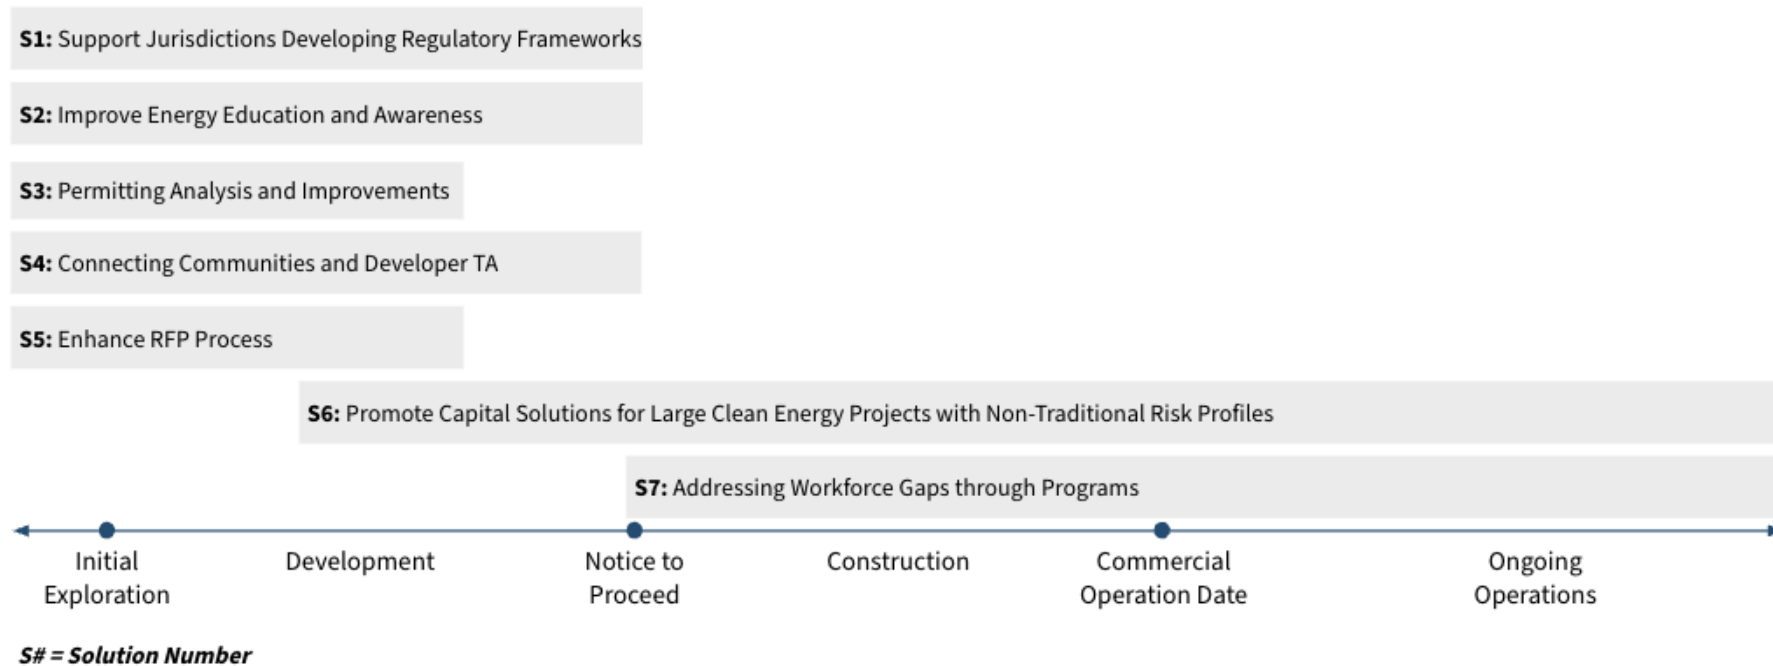 S1: Support Jurisdictions Developing Regulatory Frameworks
S2: Improve Energy Education and Awareness
S3: Permitting Analysis and Improvements
S4: Connecting Communities and Developer TA
S5: Enhance RFP Process
S6: Promote Capital Solutions for Large Clean Energy Projects with Non-Traditional Risk Profiles
S7: Addressing Workforce Gaps through Programs
Initial
Exploration
Development
Notice to
Proceed
Construction
Commercial
Operation Date
Ongoing
Operations
S# = Solution Number